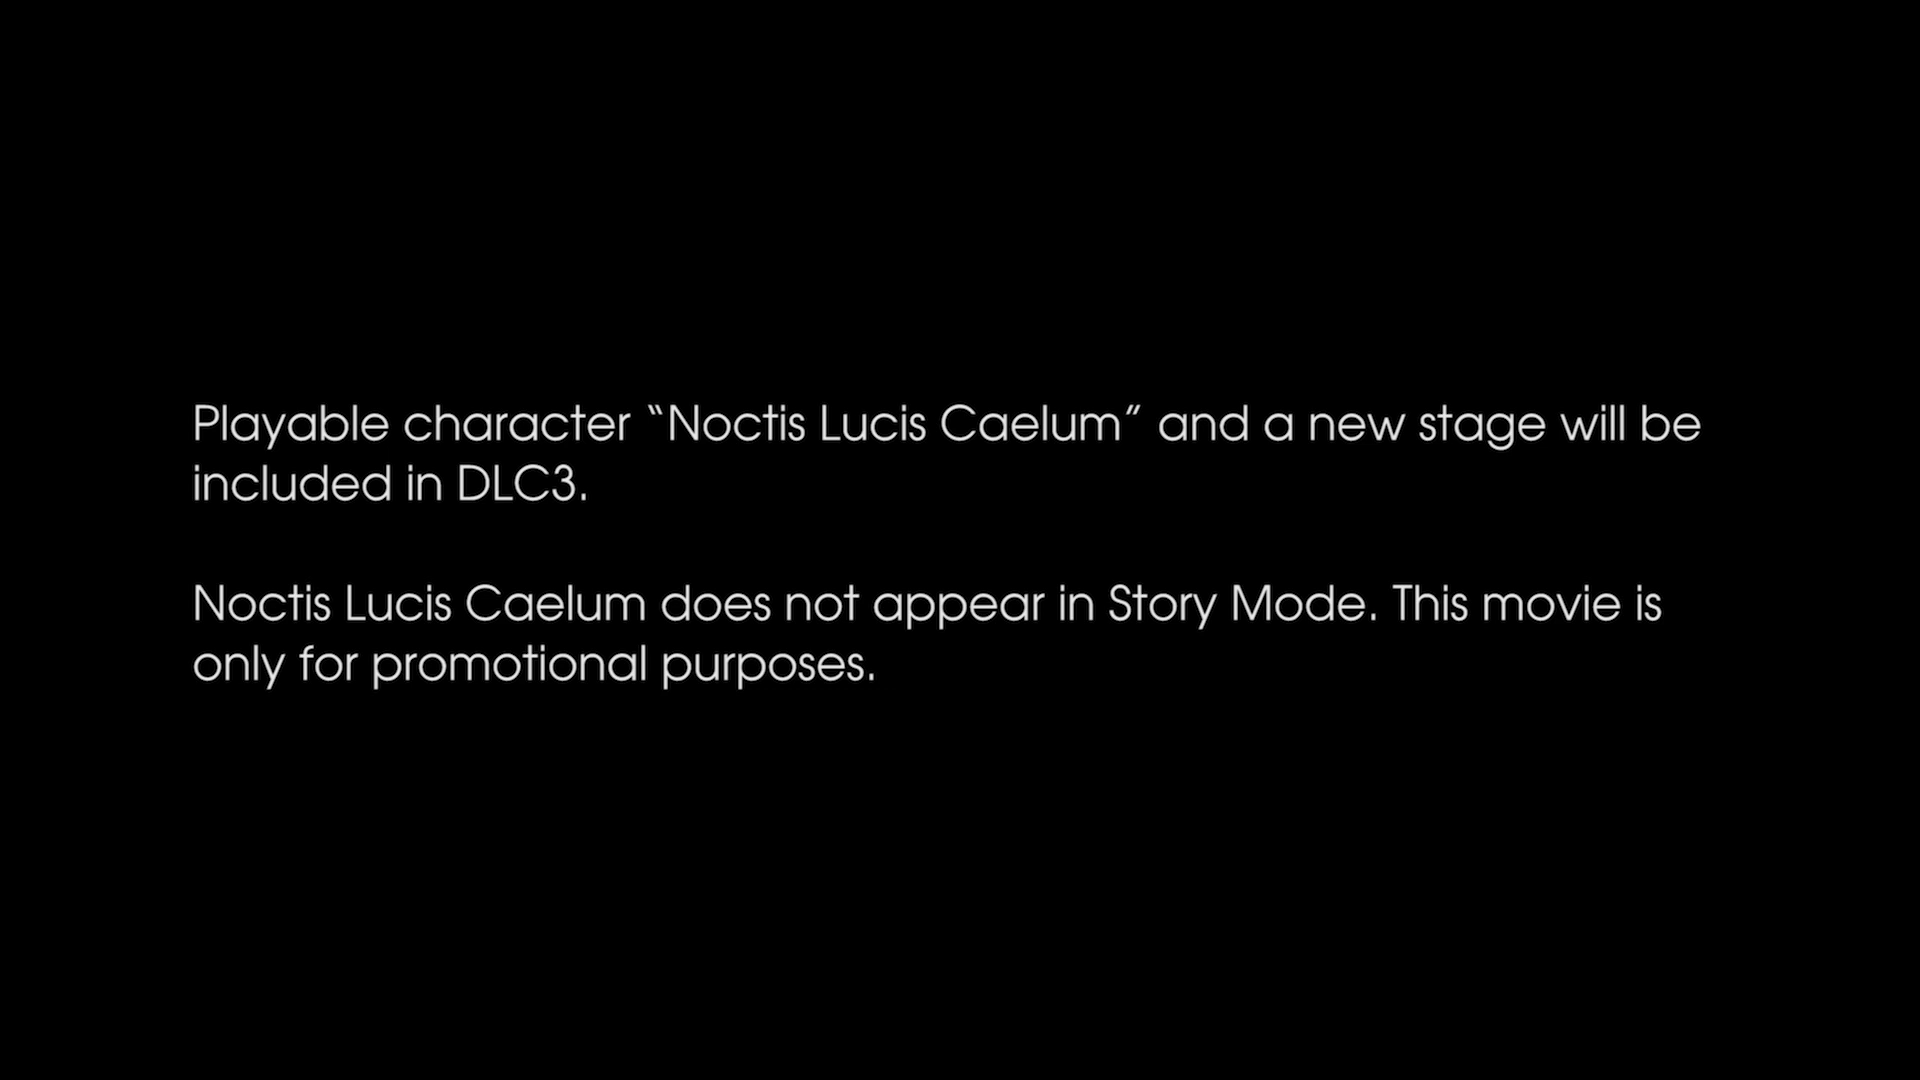 Playable character “Noctis Lucis Caelum” and a new stage will be
included in DLC3.
Noctis Lucis Caelum does not appear in Story Mode. This movie is
only for promotional purposes.